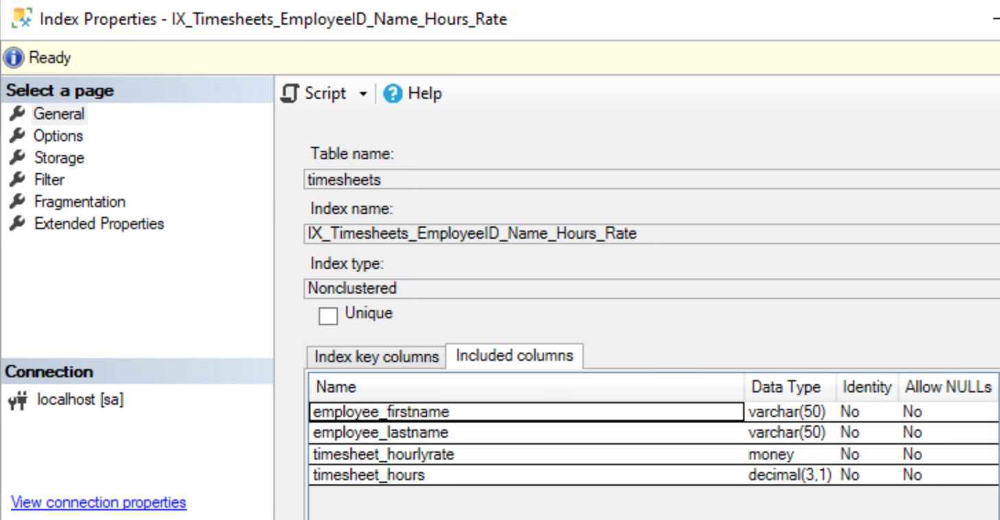 Index Properties - IX_Timesheets_EmployeeID_Name_Hours_Rate
Ready
Select a page
General
Options
Storage
Filter
Fragmentation
Extended Properties
Connection
localhost [sa]
View connection properties
Script
Help
Table name:
timesheets
Index name:
IX_Timesheets_EmployeeID_Name_Hours_Rate
Index type:
Nonclustered
Unique
Index key columns Included columns
Name Data Type Identity Allow NULLs
employee_firstname varchar(50) No No
employee_lastname varchar(50) No No
timesheet_hourlyrate money No No
timesheet_hours decimal(3,1) No No